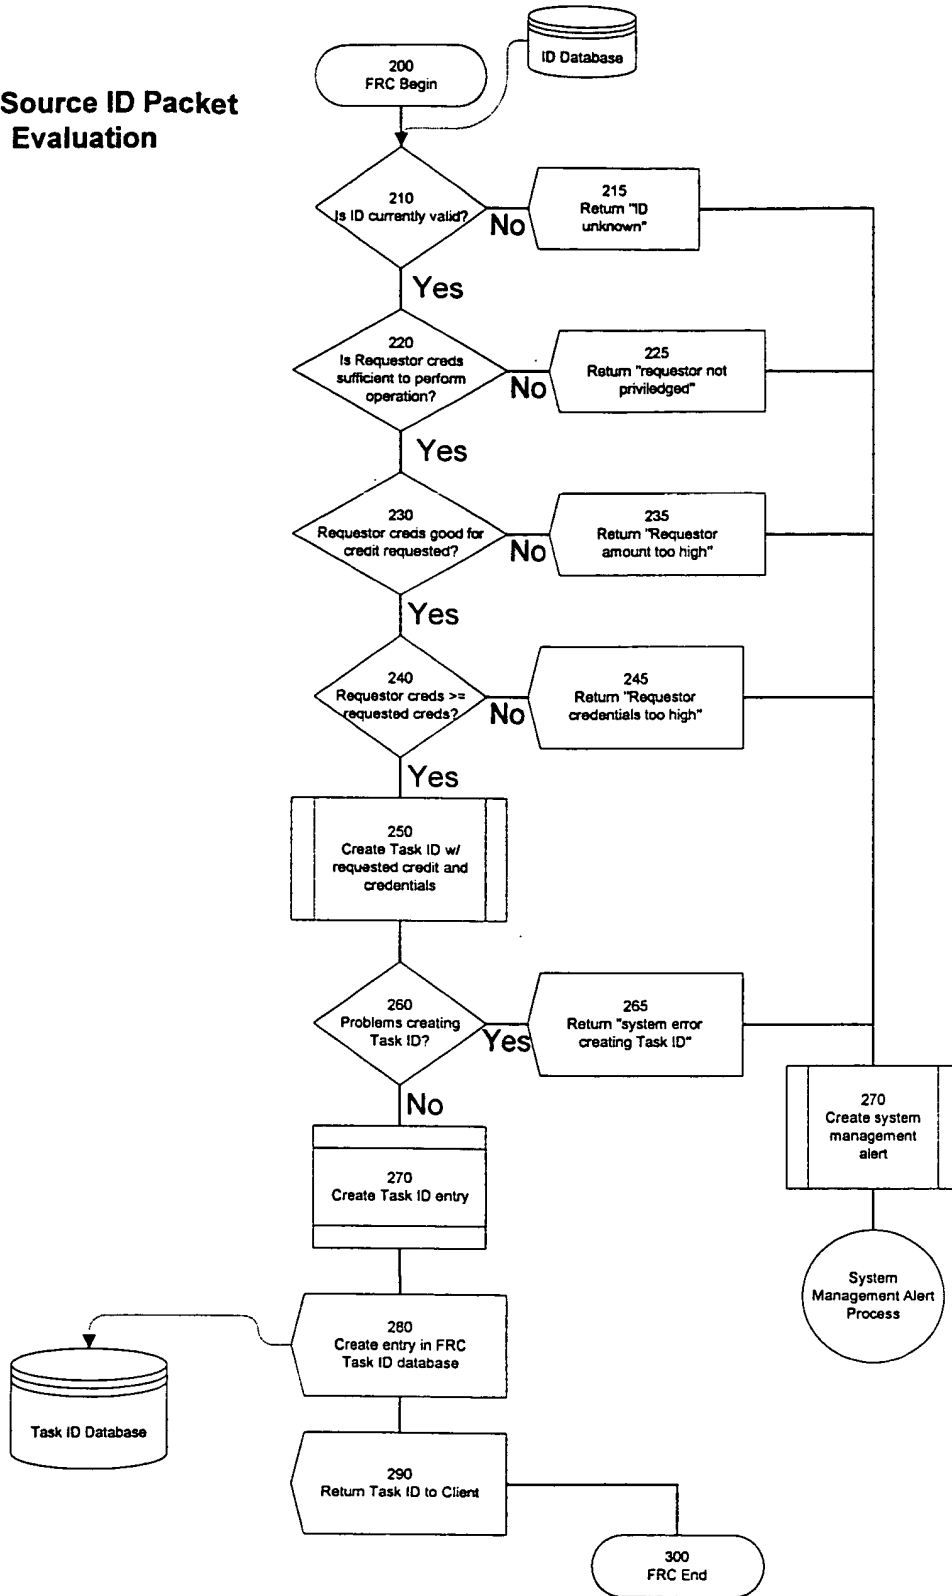 Source ID Packet
Evaluation
ID Database
200
FRC Begin
210
Is ID currently valid?
No
215
Return "ID
unknown"
Yes
220
Is Requestor creds
sufficient to perform
operation?
No
225
Return "requestor not
priviledged"
Yes
230
Requestor creds good for
credit requested?
No
235
Return "Requestor
amount too high"
Yes
240
Requestor creds >=
requested creds?
No
245
Return "Requestor
credentials too high"
Yes
250
Create Task ID w/
requested credit and
credentials
260
Problems creating
Task ID?
Yes
265
Return "system error
creating Task ID"
No
270
Create system
management
alert
270
Create Task ID entry
System
Management Alert
Process
280
Create entry in FRC
Task ID database
Task ID Database
290
Return Task ID to Client
300
FRC End